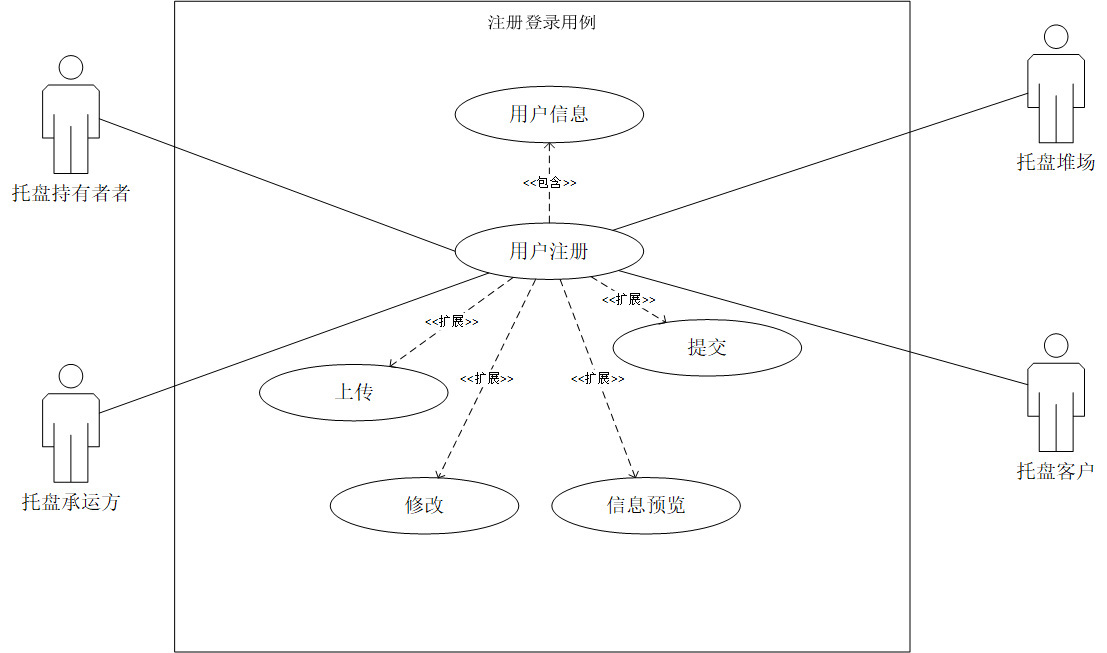 注册登录用例
用户信息
托盘堆场
<<包含>>
托盘持有者者
用户注册
<<扩展>>
<<扩展>>
提交
<<扩展>>
<<扩展>>
上传
托盘客户
托盘承运方
修改
信息预览